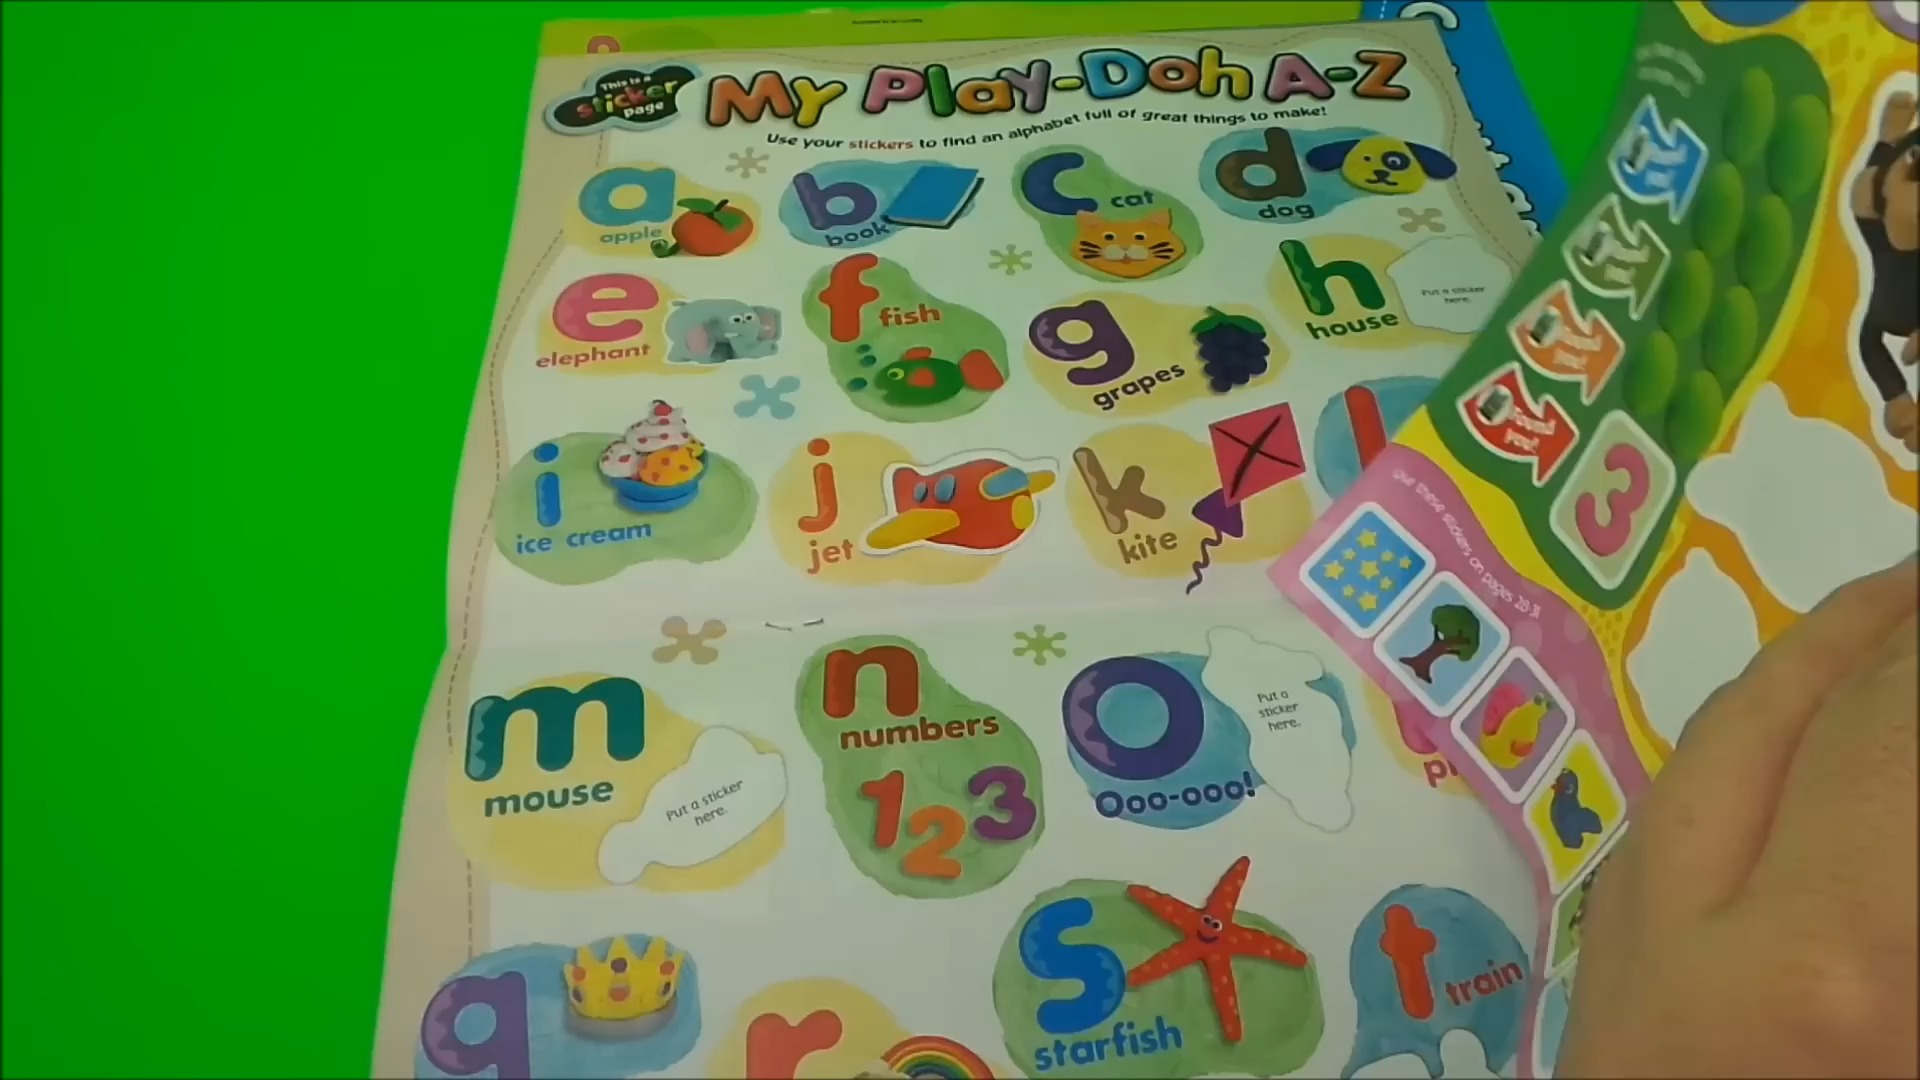 This is a
sticker
page
My Play-Doh A-Z
Use your stickers to find an alphabet full of great things to make!
a
apple
b
book
c
cat
d
dog
e
elephant
f
fish
g
grapes
h
house
Put a sticker
here.
i
ice cream
j
jet
k
kite
l
m
mouse
Put a sticker
here.
n
numbers
1 2 3
o
Ooo-ooo!
Put a
sticker
here.
q
r
s
starfish
t
train
3
Use these stickers on pages 28-31